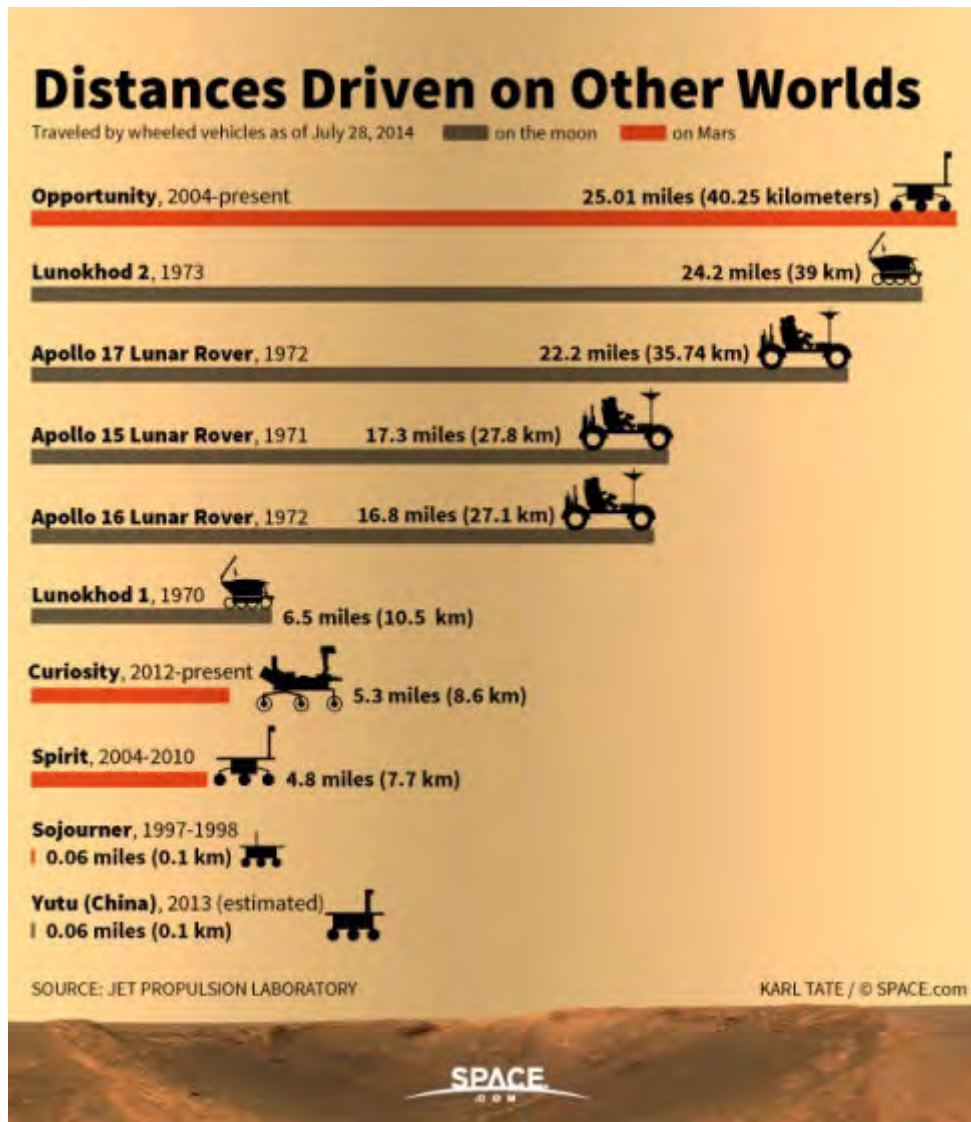 Distances Driven on Other Worlds
Traveled by wheeled vehicles as of July 28, 2014 on the moon on Mars
Opportunity, 2004-present 25.01 miles (40.25 kilometers)
Lunokhod 2, 1973 24.2 miles (39 km)
Apollo 17 Lunar Rover, 1972 22.2 miles (35.74 km)
Apollo 15 Lunar Rover, 1971 17.3 miles (27.8 km)
Apollo 16 Lunar Rover, 1972 16.8 miles (27.1 km)
Lunokhod 1, 1970
6.5 miles (10.5 km)
Curiosity, 2012-present
5.3 miles (8.6 km)
Spirit, 2004-2010
4.8 miles (7.7 km)
Sojourner, 1997-1998
0.06 miles (0.1 km)
Yutu (China), 2013 (estimated)
0.06 miles (0.1 km)
SOURCE: JET PROPULSION LABORATORY KARL TATE / © SPACE.com
SPACE
.COM